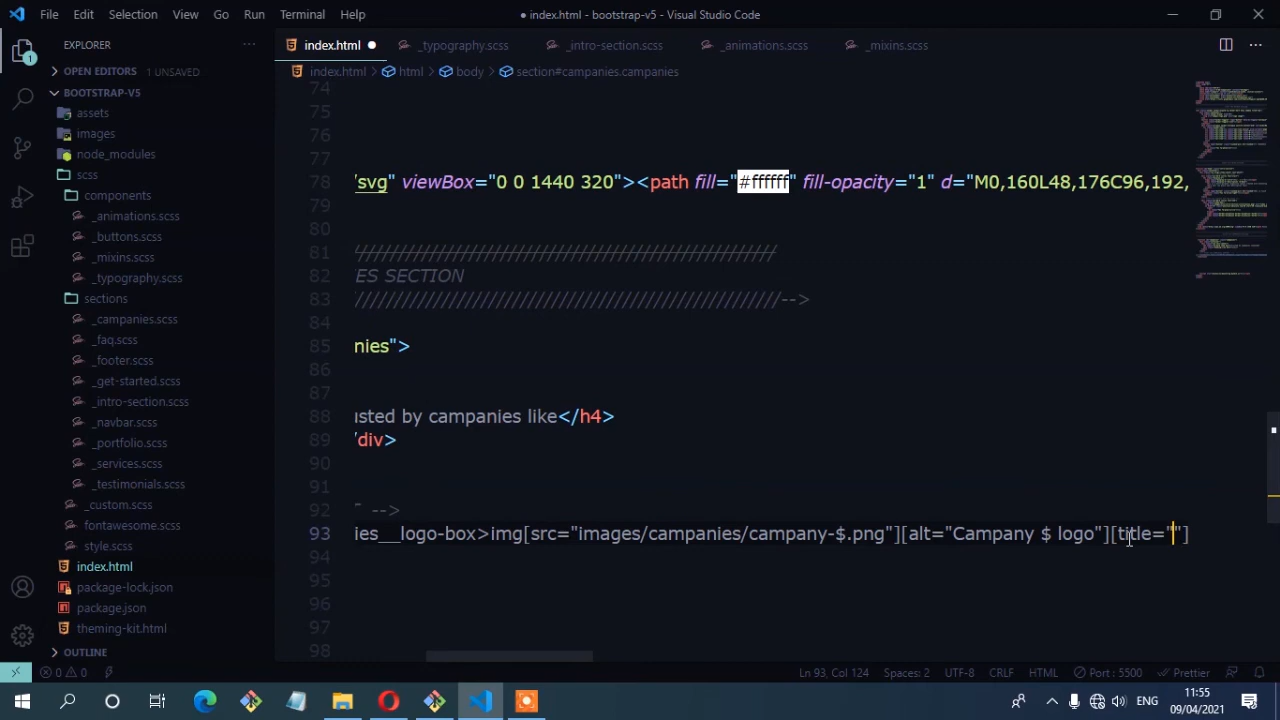 File Edit Selection View Go Run Terminal Help
● index.html - bootstrap-v5 - Visual Studio Code
EXPLORER
index.html
_typography.scss
_intro-section.scss
_animations.scss
_mixins.scss
index.html > html > body > section#campanies.campanies
OPEN EDITORS 1 UNSAVED
BOOTSTRAP-V5
assets
images
node_modules
scss
components
_animations.scss
_buttons.scss
_mixins.scss
_typography.scss
sections
_campanies.scss
_faq.scss
_footer.scss
_get-started.scss
_intro-section.scss
_navbar.scss
_portfolio.scss
_services.scss
_testimonials.scss
_custom.scss
fontawesome.scss
style.scss
index.html
package-lock.json
package.json
theming-kit.html
OUTLINE
74
75
76
77
78 svg" viewBox="0 0 1440 320"><path fill="#ffffff" fill-opacity="1" d="M0,160L48,176C96,192,
79
80
81 /////////////////////////////////////////////////
82 ES SECTION
83 //////////////////////////////////////////////////////-->
84
85 nies">
86
87
88 usted by campanies like</h4>
89 /div>
90
91
92 -->
93 ies__logo-box>img[src="images/campanies/campany-$.png"][alt="Campany $ logo"][title=""]
94
95
96
97
98
0 0
Ln 93, Col 124 Spaces: 2 UTF-8 CRLF HTML Port : 5500 Prettier
1
ENG
11:55
09/04/2021